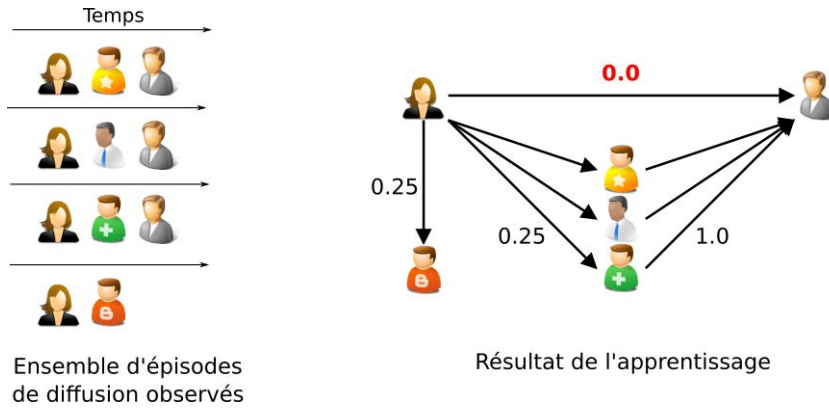 Temps
0.0
0.25
0.25
1.0
Ensemble d'épisodes
de diffusion observés
Résultat de l'apprentissage